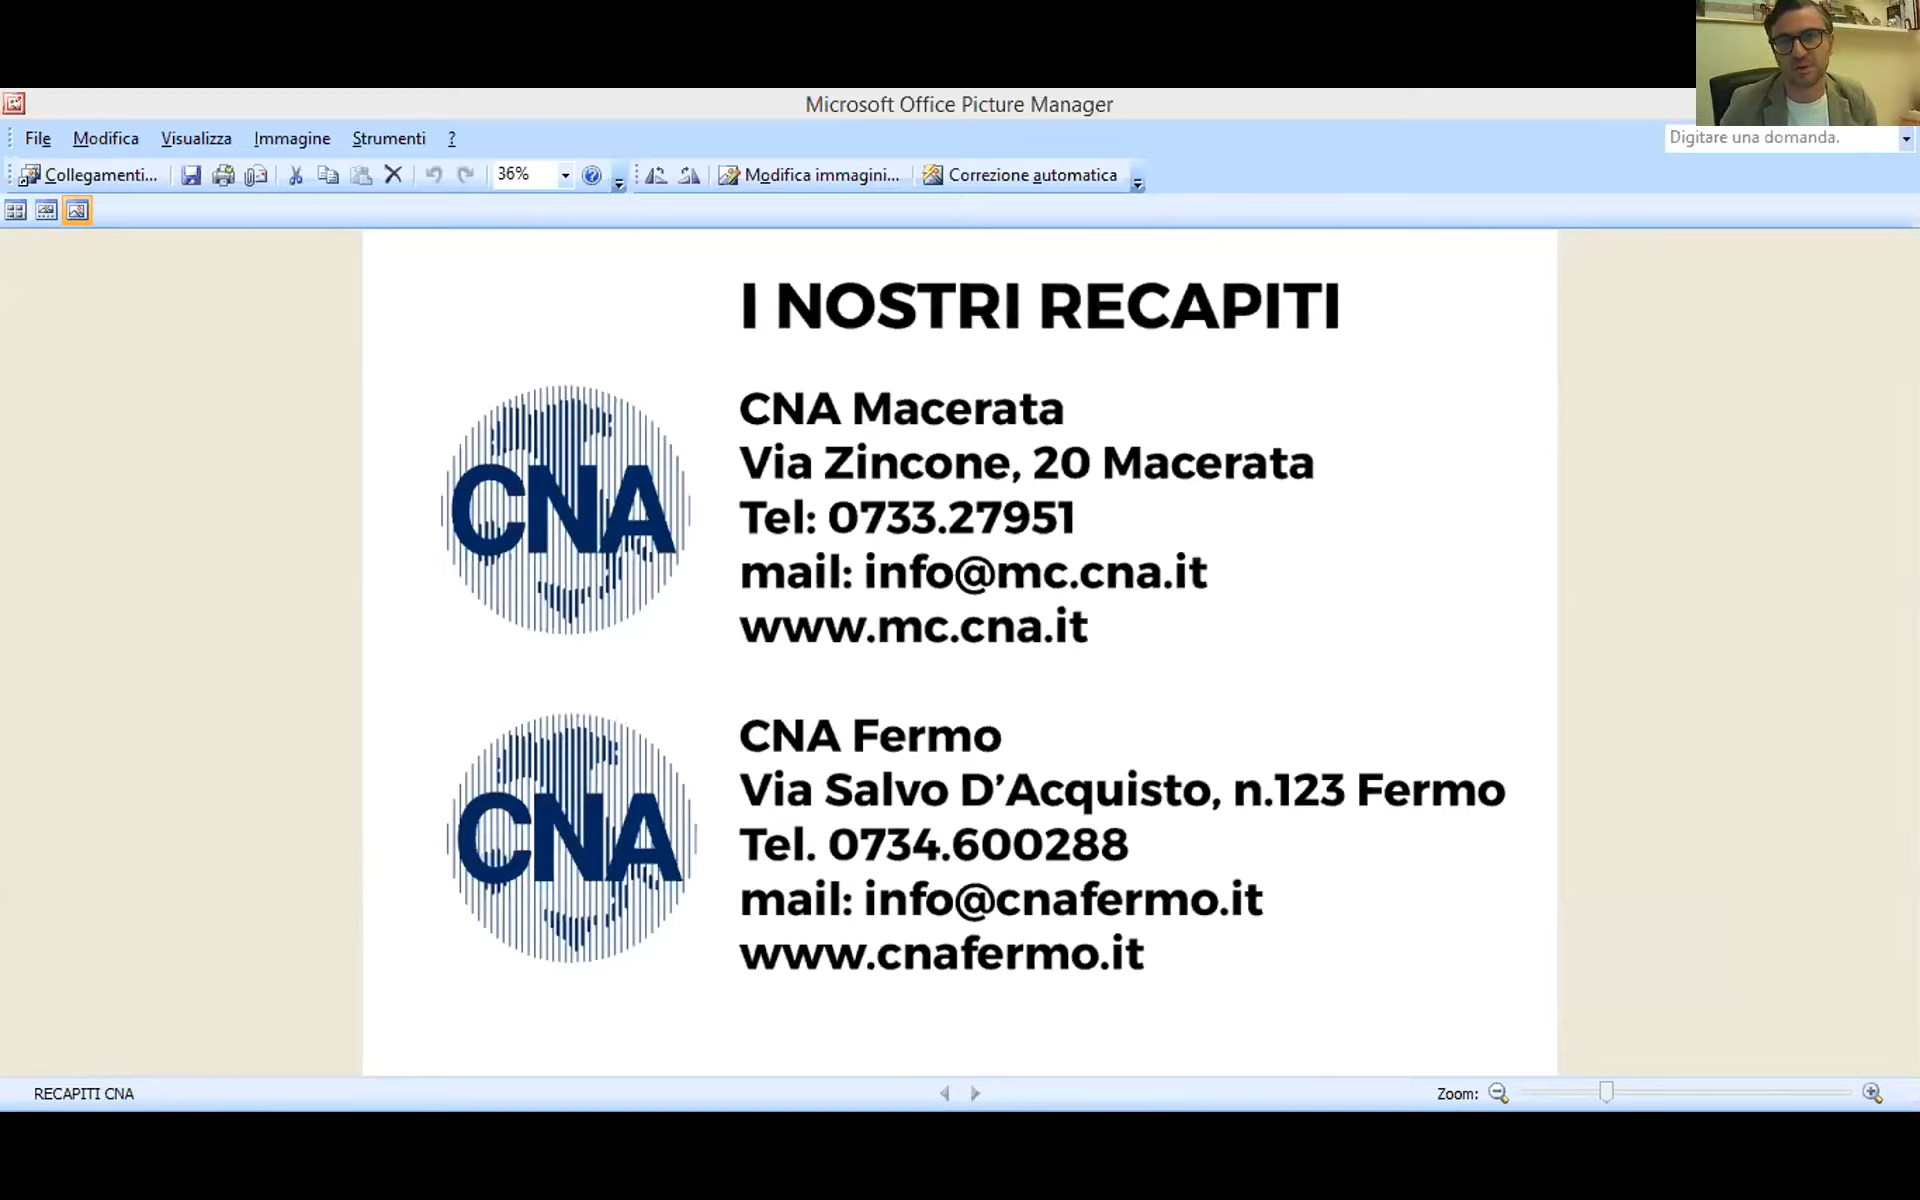 Microsoft Office Picture Manager
File Modifica Visualizza Immagine Strumenti ?
Digitare una domanda.
Collegamenti... 36% Modifica immagini... Correzione automatica
I NOSTRI RECAPITI
CNA
CNA Macerata
Via Zincone, 20 Macerata
Tel: 0733.27951
mail: info@mc.cna.it
www.mc.cna.it
CNA
CNA Fermo
Via Salvo D’Acquisto, n.123 Fermo
Tel. 0734.600288
mail: info@cnafermo.it
www.cnafermo.it
RECAPITI CNA
Zoom: